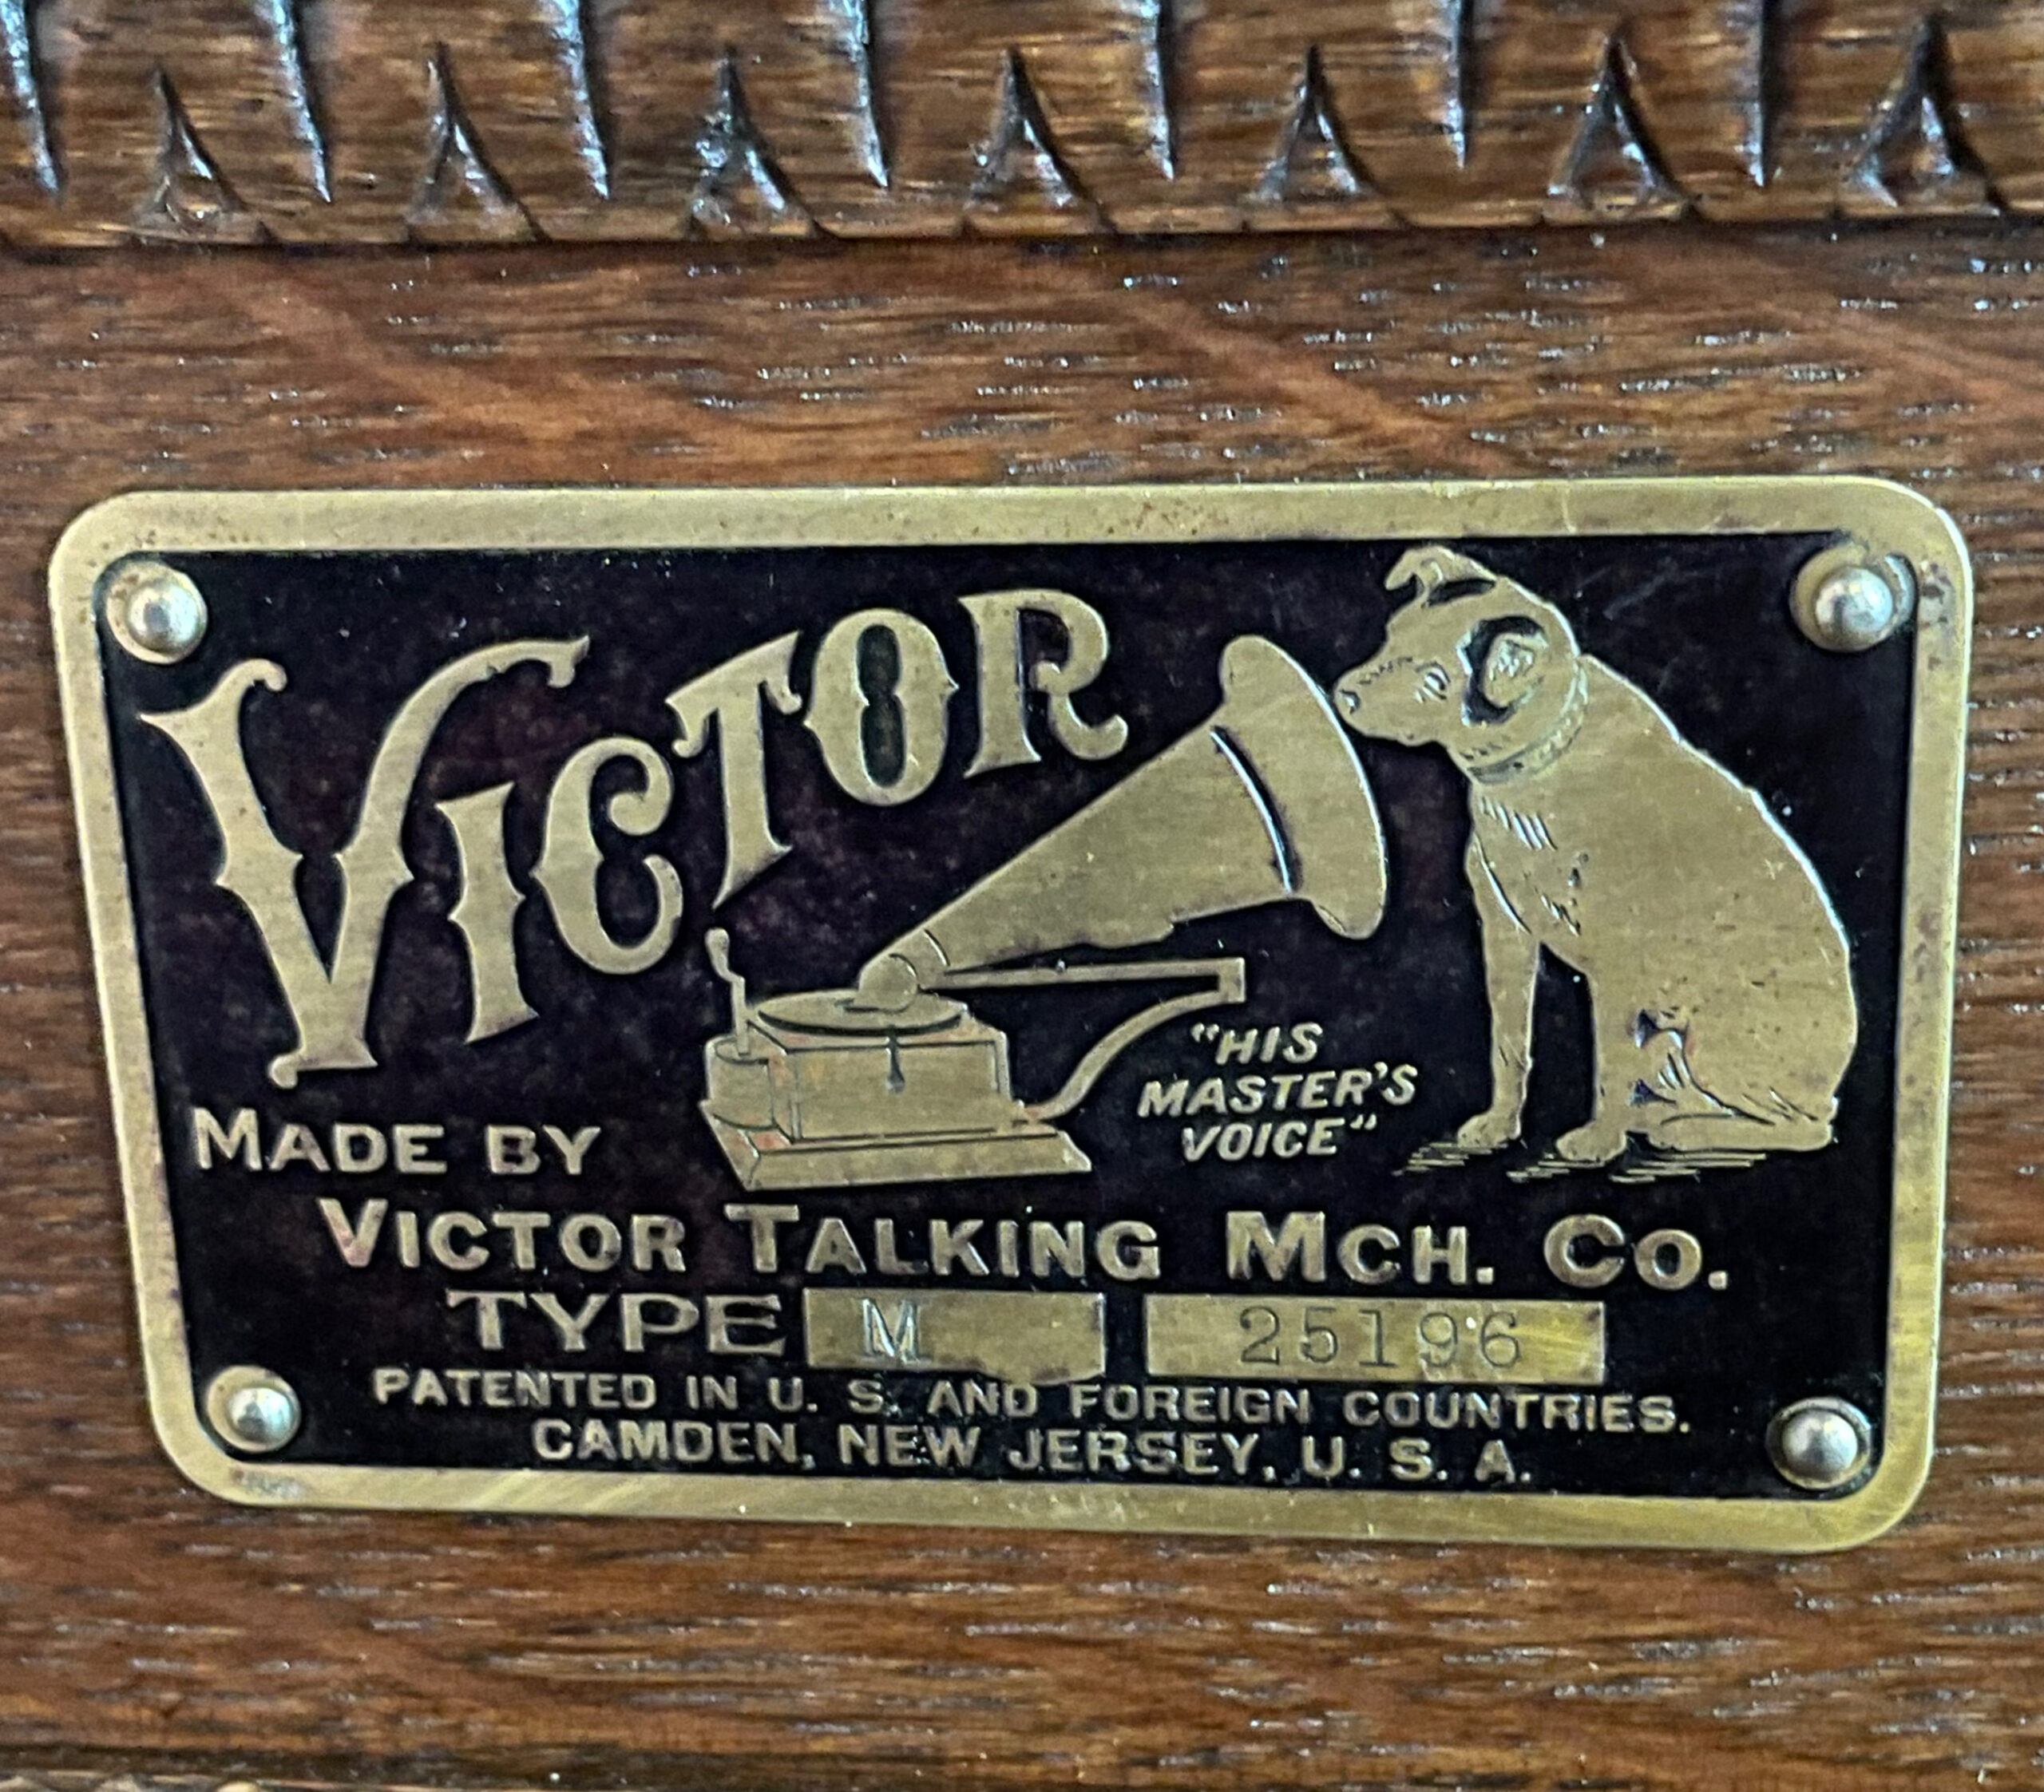 VICTOR
"HIS
MASTER'S
VOICE"
MADE BY
VICTOR TALKING MCH. CO.
TYPE M 25196
PATENTED IN U. S. AND FOREIGN COUNTRIES.
CAMDEN, NEW JERSEY, U. S. A.